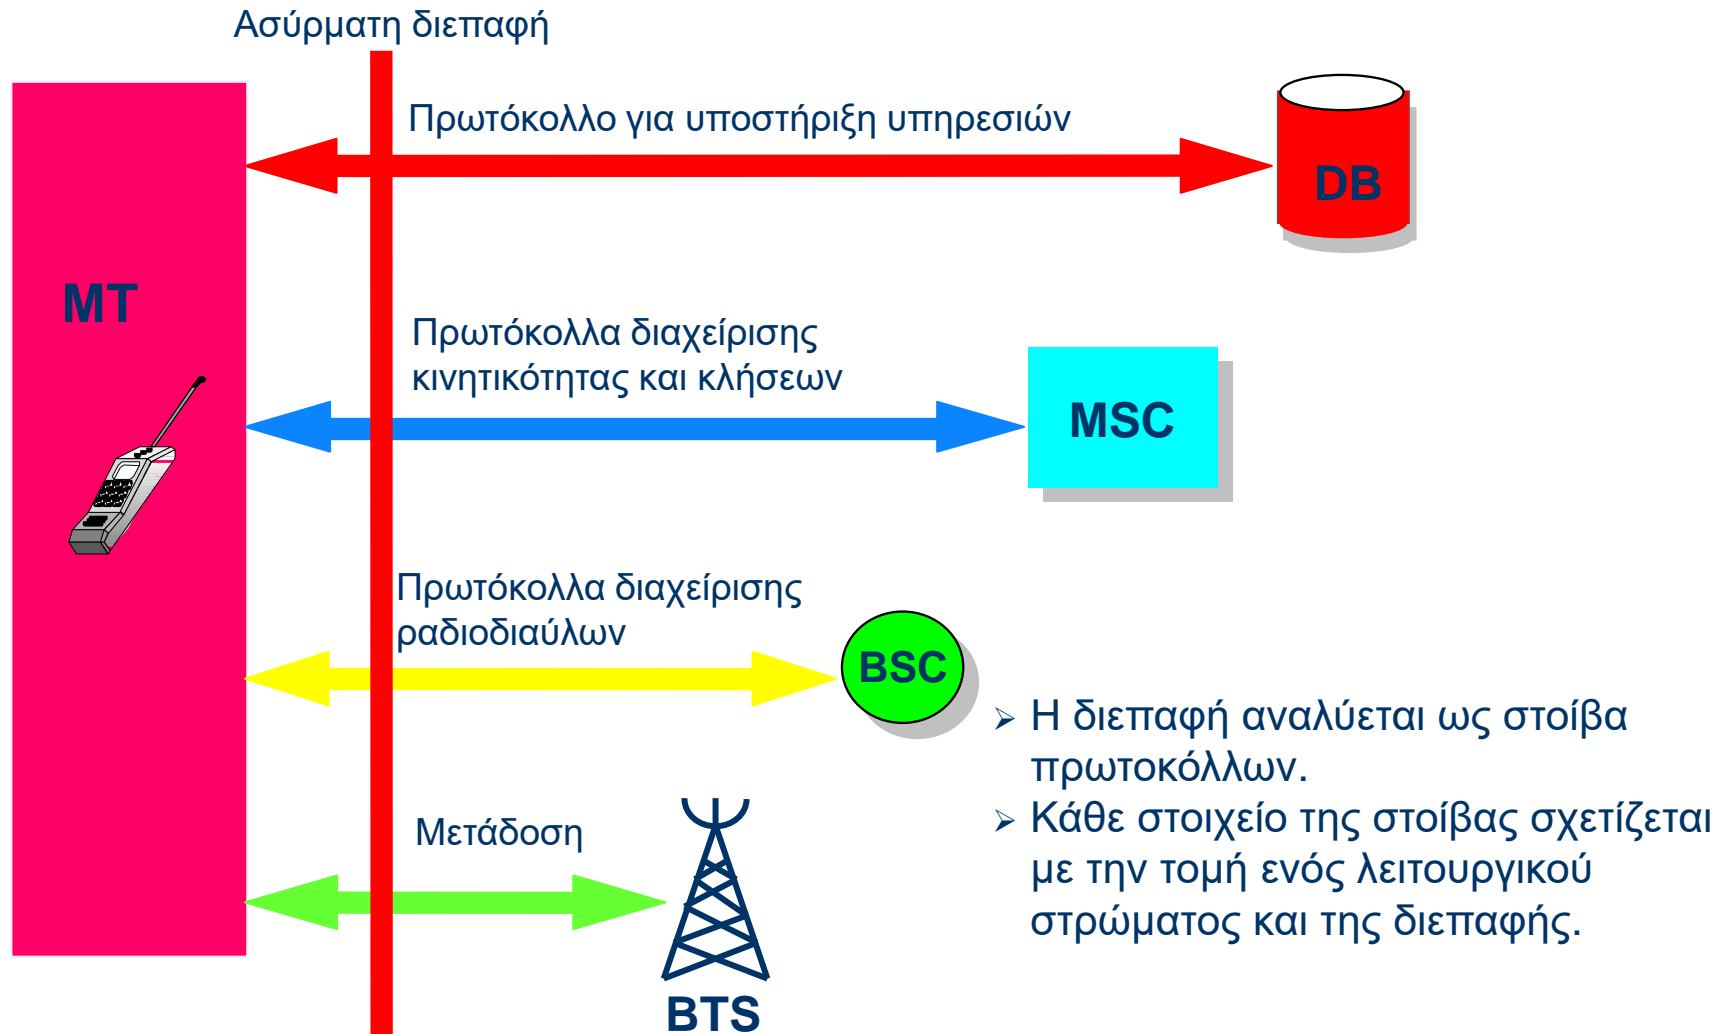 Ασύρματη διεπαφή
Πρωτόκολλο για υποστήριξη υπηρεσιών
DB
MT
Πρωτόκολλα διαχείρισης
κινητικότητας και κλήσεων
MSC
Πρωτόκολλα διαχείρισης
ραδιοδιαύλων
BSC
Μετάδοση
BTS
➢ Η διεπαφή αναλύεται ως στοίβα
πρωτοκόλλων.
➢ Κάθε στοιχείο της στοίβας σχετίζεται
με την τομή ενός λειτουργικού
στρώματος και της διεπαφής.